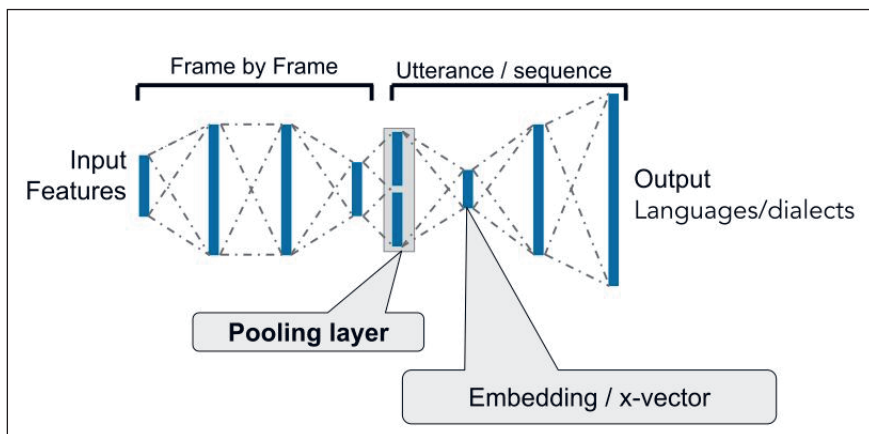 Frame by Frame
Utterance / sequence
Input
Features
Output
Languages/dialects
Pooling layer
Embedding / x-vector